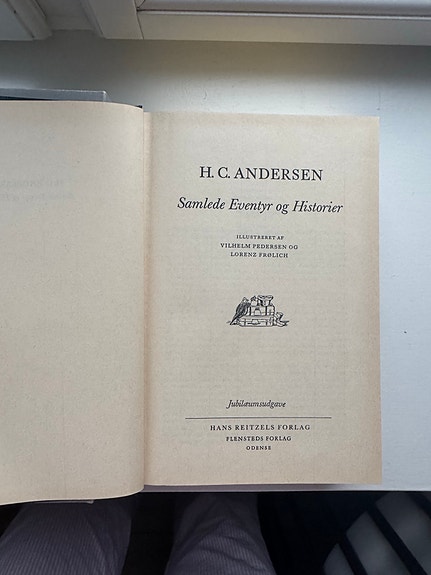 H. C. ANDERSEN
Samlede Eventyr og Historier
ILLUSTRERET AF
VILHELM PEDERSEN OG
LORENZ FRØLICH
Jubilæumsudgave
HANS REITZELS FORLAG
FLENSTEDS FORLAG
ODENSE